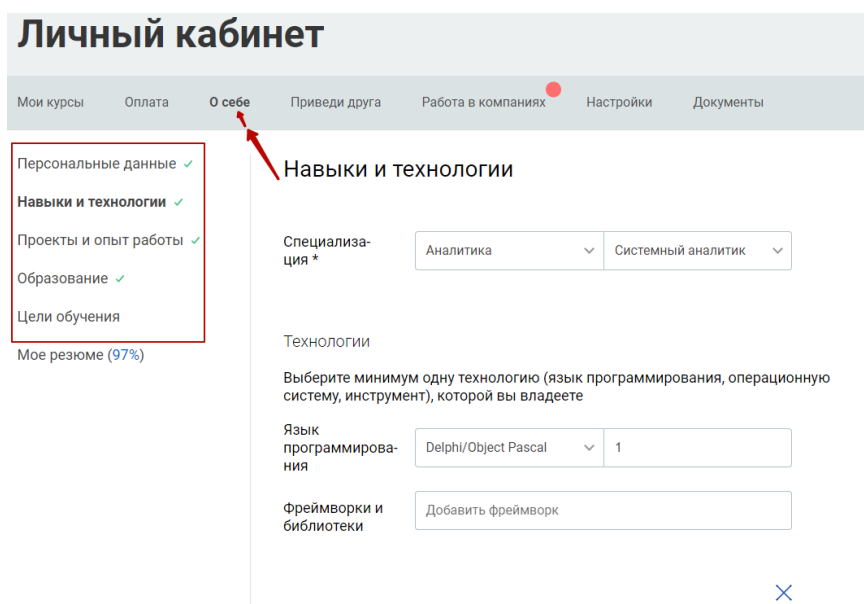 Личный кабинет
Мои курсы Оплата О себе Приведи друга Работа в компаниях Настройки Документы
Персональные данные
Навыки и технологии
Проекты и опыт работы
Образование
Цели обучения
Мое резюме (97%)
Навыки и технологии
Специализа-
ция *
Аналитика
Системный аналитик
Технологии
Выберите минимум одну технологию (язык программирования, операционную
систему, инструмент), которой вы владеете
Язык
программирова-
ния
Delphi/Object Pascal
1
Фреймворки и
библиотеки
Добавить фреймворк